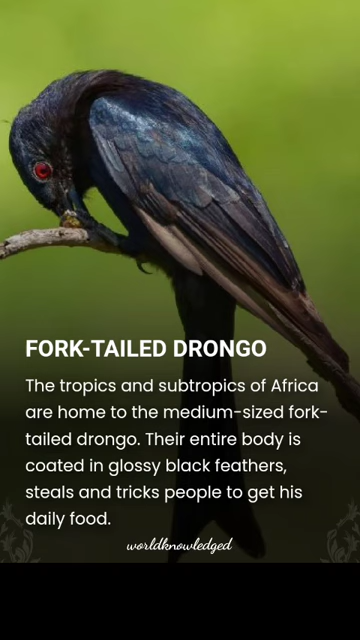 FORK-TAILED DRONGO
The tropics and subtropics of Africa
are home to the medium-sized fork-
tailed drongo. Their entire body is
coated in glossy black feathers,
steals and tricks people to get his
daily food.
worldknowledged